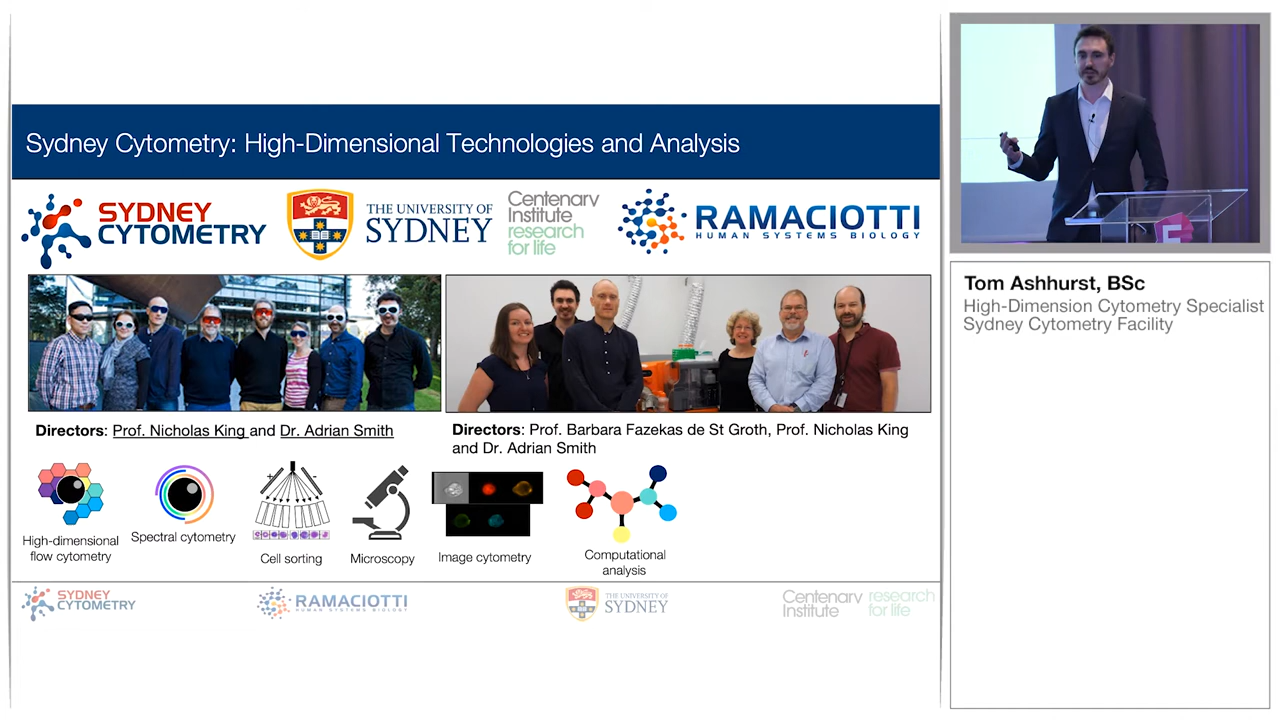 Sydney Cytometry: High-Dimensional Technologies and Analysis
SYDNEY
CYTOMETRY
THE UNIVERSITY OF
SYDNEY
Centenary
Institute
research
for life
RAMACIOTTI
HUMAN SYSTEMS BIOLOGY
Directors: Prof. Nicholas King and Dr. Adrian Smith
Directors: Prof. Barbara Fazekas de St Groth, Prof. Nicholas King
and Dr. Adrian Smith
High-dimensional
flow cytometry
Spectral cytometry
+ -
Cell sorting
Microscopy
Image cytometry
Computational
analysis
SYDNEY
CYTOMETRY
RAMACIOTTI
HUMAN SYSTEMS BIOLOGY
THE UNIVERSITY OF
SYDNEY
Centenary
Institute
research
for life
Tom Ashhurst, BSc
High-Dimension Cytometry Specialist
Sydney Cytometry Facility